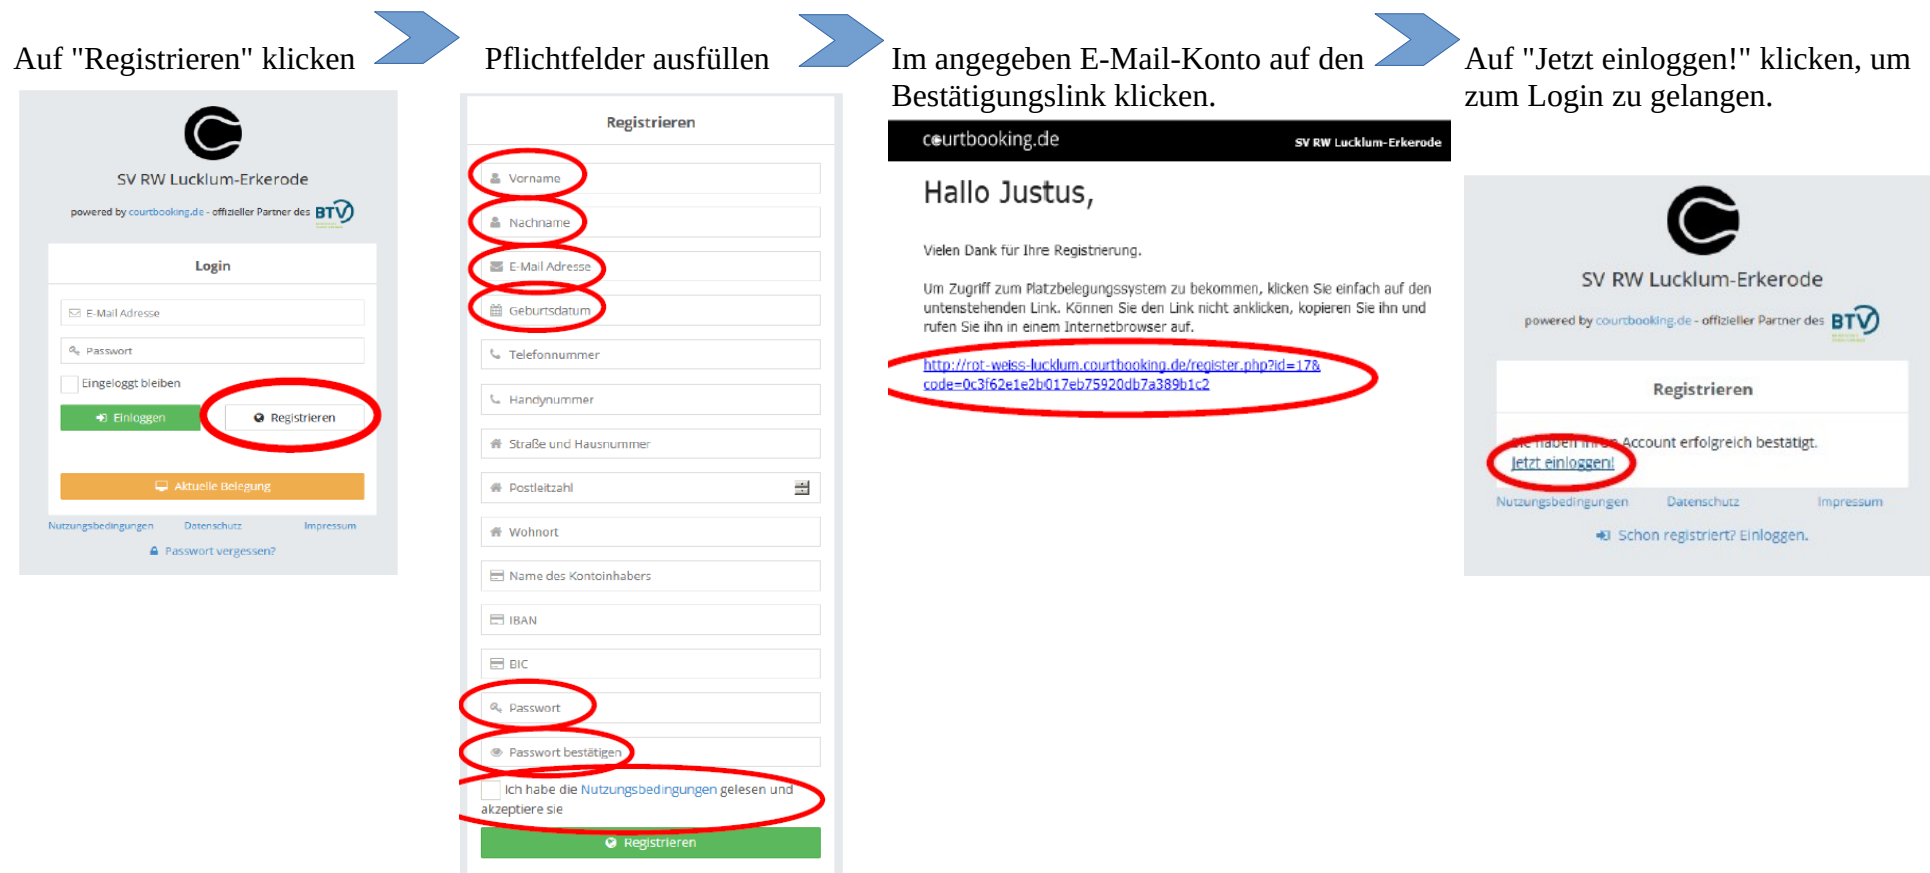 Auf "Registrieren" klicken
SV RW Lucklum-Erkerode
powered by courtbooking.de - offizieller Partner des BTV
Login
E-Mail Adresse
Passwort
Eingeloggt bleiben
Einloggen
Registrieren
Aktuelle Belegung
Nutzungsbedingungen
Datenschutz
Impressum
Passwort vergessen?
Pflichtfelder ausfüllen
Registrieren
Vorname
Nachname
E-Mail Adresse
Geburtsdatum
Telefonnummer
Handynummer
Straße und Hausnummer
Postleitzahl
Wohnort
Name des Kontoinhabers
IBAN
BIC
Passwort
Passwort bestätigen
Ich habe die Nutzungsbedingungen gelesen und
akzeptiere sie
Registrieren
Im angegeben E-Mail-Konto auf den
Bestätigungslink klicken.
courtbooking.de
SV RW Lucklum-Erkerode
Hallo Justus,
Vielen Dank für Ihre Registrierung.
Um Zugriff zum Platzbelegungssystem zu bekommen, klicken Sie einfach auf den
untenstehenden Link. Können Sie den Link nicht anklicken, kopieren Sie ihn und
rufen Sie ihn in einem Internetbrowser auf.
http://rot-weiss-lucklum.courtbooking.de/register.php?id=17&
code=0c3f62e1e2b017eb75920db7a389b1c2
Auf "Jetzt einloggen!" klicken, um
zum Login zu gelangen.
SV RW Lucklum-Erkerode
powered by courtbooking.de - offizieller Partner des BTV
Registrieren
Sie haben Ihren Account erfolgreich bestätigt.
Jetzt einloggen!
Nutzungsbedingungen
Datenschutz
Impressum
Schon registriert? Einloggen.